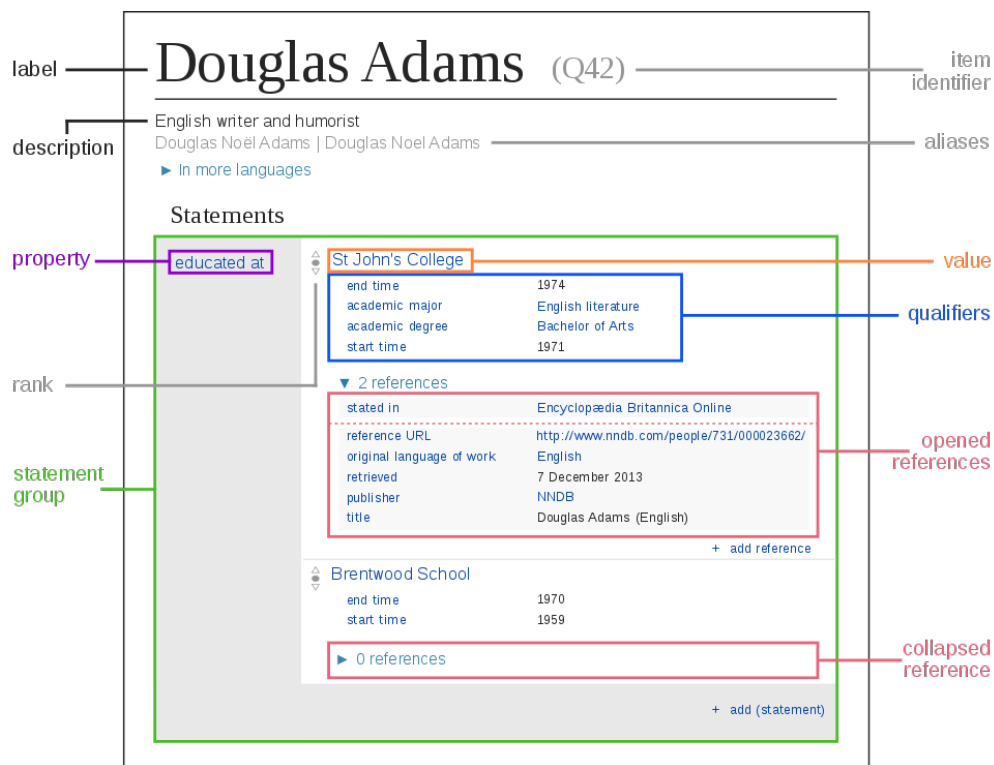 label
Douglas Adams (Q42)
item
identifier
description
English writer and humorist
Douglas Noël Adams | Douglas Noel Adams
aliases
► In more languages
Statements
property
educated at
St John's College
value
end time 1974
academic major English literature
academic degree Bachelor of Arts
start time 1971
qualifiers
rank
▼ 2 references
stated in Encyclopædia Britannica Online
reference URL http://www.nndb.com/people/731/000023662/
original language of work English
retrieved 7 December 2013
publisher NNDB
title Douglas Adams (English)
opened
references
statement
group
+ add reference
Brentwood School
end time 1970
start time 1959
► 0 references
collapsed
reference
+ add (statement)